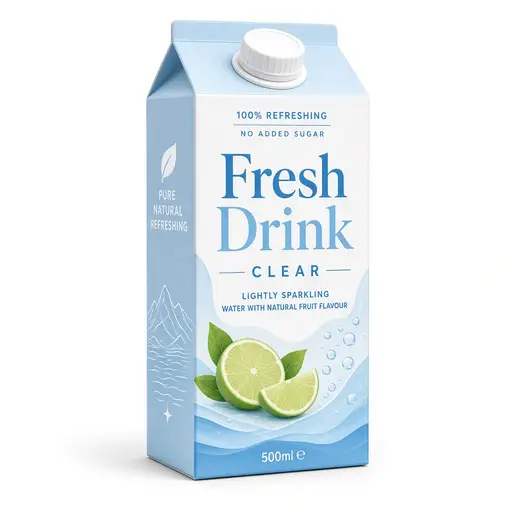 100% REFRESHING
NO ADDED SUGAR
Fresh
Drink
CLEAR
LIGHTLY SPARKLING
WATER WITH NATURAL FRUIT FLAVOUR
500ml ℮
PURE
NATURAL
REFRESHING